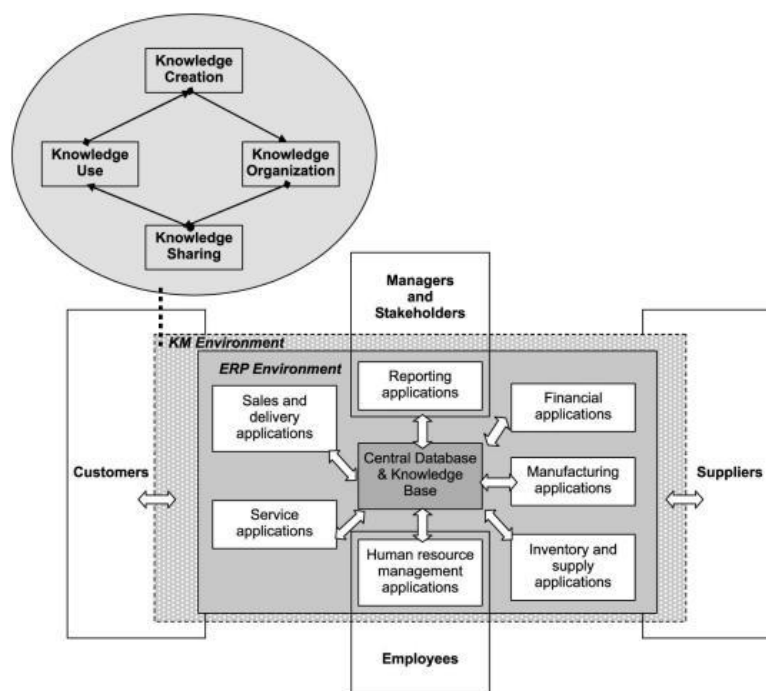 Knowledge
Creation
Knowledge
Use
Knowledge
Organization
Knowledge
Sharing
Managers
and
Stakeholders
KM Environment
ERP Environment
Reporting
applications
Sales and
delivery
applications
Financial
applications
Customers
Central Database
& Knowledge
Base
Manufacturing
applications
Suppliers
Service
applications
Human resource
management
applications
Inventory and
supply
applications
Employees